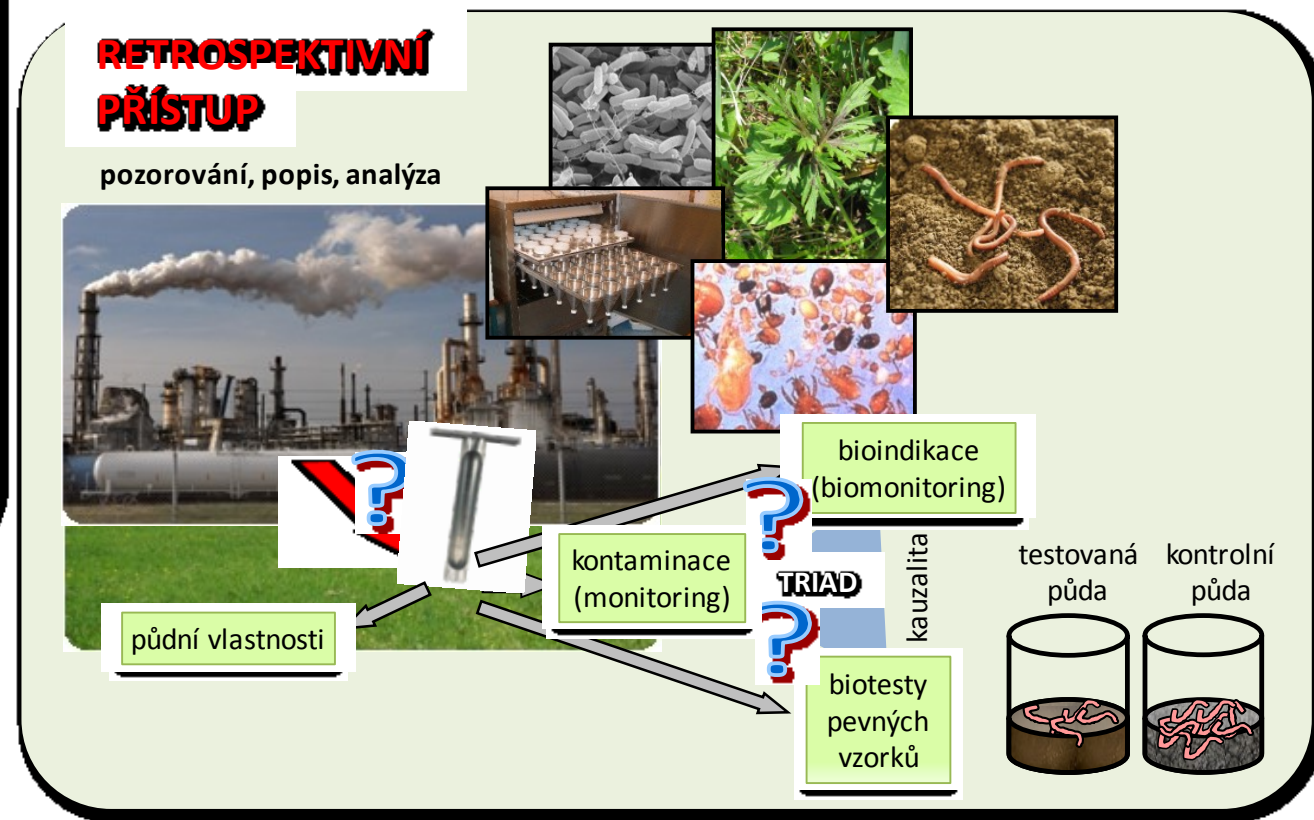 RETROSPEKTIVNÍ
PŘÍSTUP
pozorování, popis, analýza
bioindikace
(biomonitoring)
?
?
kontaminace
(monitoring)
TRIAD
kauzalita
?
půdní vlastnosti
biotesty
pevných
vzorků
testovaná
půda
kontrolní
půda